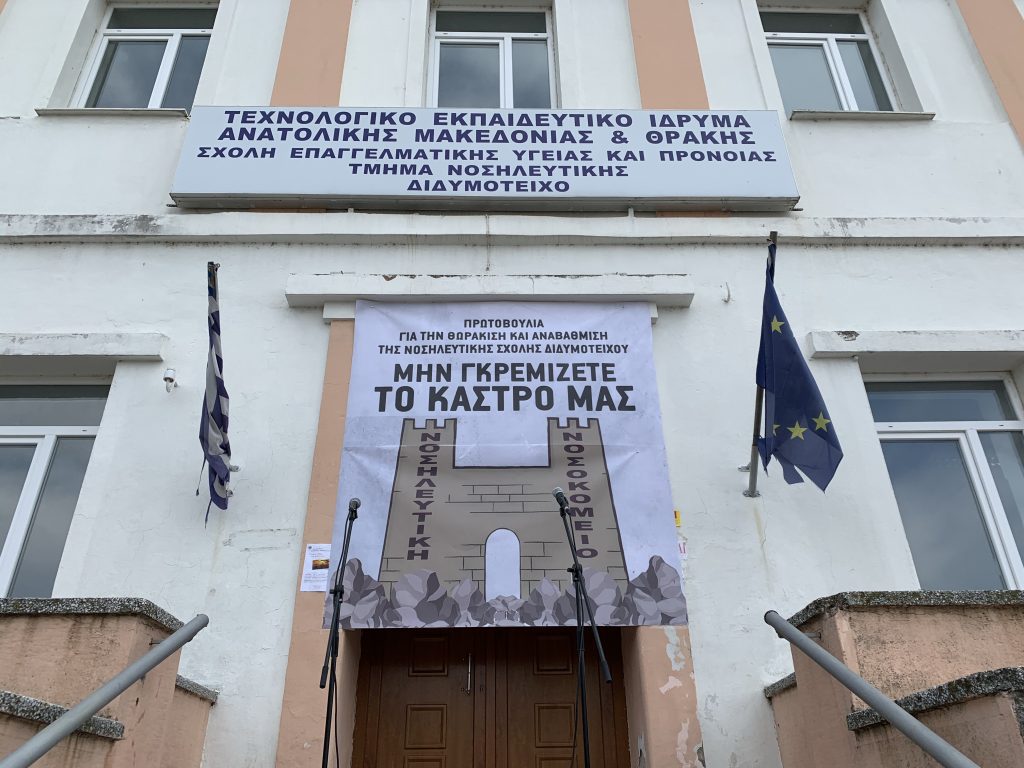 ΤΕΧΝΟΛΟΓΙΚΟ ΕΚΠΑΙΔΕΥΤΙΚΟ ΙΔΡΥΜΑ
ΑΝΑΤΟΛΙΚΗΣ ΜΑΚΕΔΟΝΙΑΣ & ΘΡΑΚΗΣ
ΣΧΟΛΗ ΕΠΑΓΓΕΛΜΑΤΙΚΗΣ ΥΓΕΙΑΣ ΚΑΙ ΠΡΟΝΟΙΑΣ
ΤΜΗΜΑ ΝΟΣΗΛΕΥΤΙΚΗΣ
ΔΙΔΥΜΟΤΕΙΧΟ
ΠΡΩΤΟΒΟΥΛΙΑ
ΓΙΑ ΤΗΝ ΘΩΡΑΚΙΣΗ ΚΑΙ ΑΝΑΒΑΘΜΙΣΗ
ΤΗΣ ΝΟΣΗΛΕΥΤΙΚΗΣ ΣΧΟΛΗΣ ΔΙΔΥΜΟΤΕΙΧΟΥ
ΜΗΝ ΓΚΡΕΜΙΖΕΤΕ
ΤΟ ΚΑΣΤΡΟ ΜΑΣ
ΝΟΣΗΛΕΥΤΙΚΗ
ΝΟΣΟΚΟΜΕΙΟ